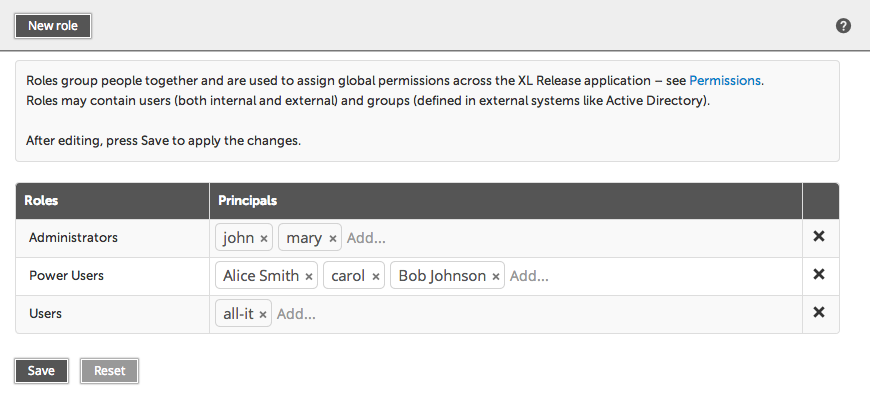 New role
?
Roles group people together and are used to assign global permissions across the XL Release application – see Permissions.
Roles may contain users (both internal and external) and groups (defined in external systems like Active Directory).
After editing, press Save to apply the changes.
Roles Principals
Administrators john × mary × Add...
Power Users Alice Smith × carol × Bob Johnson × Add...
Users all-it × Add...
Save Reset